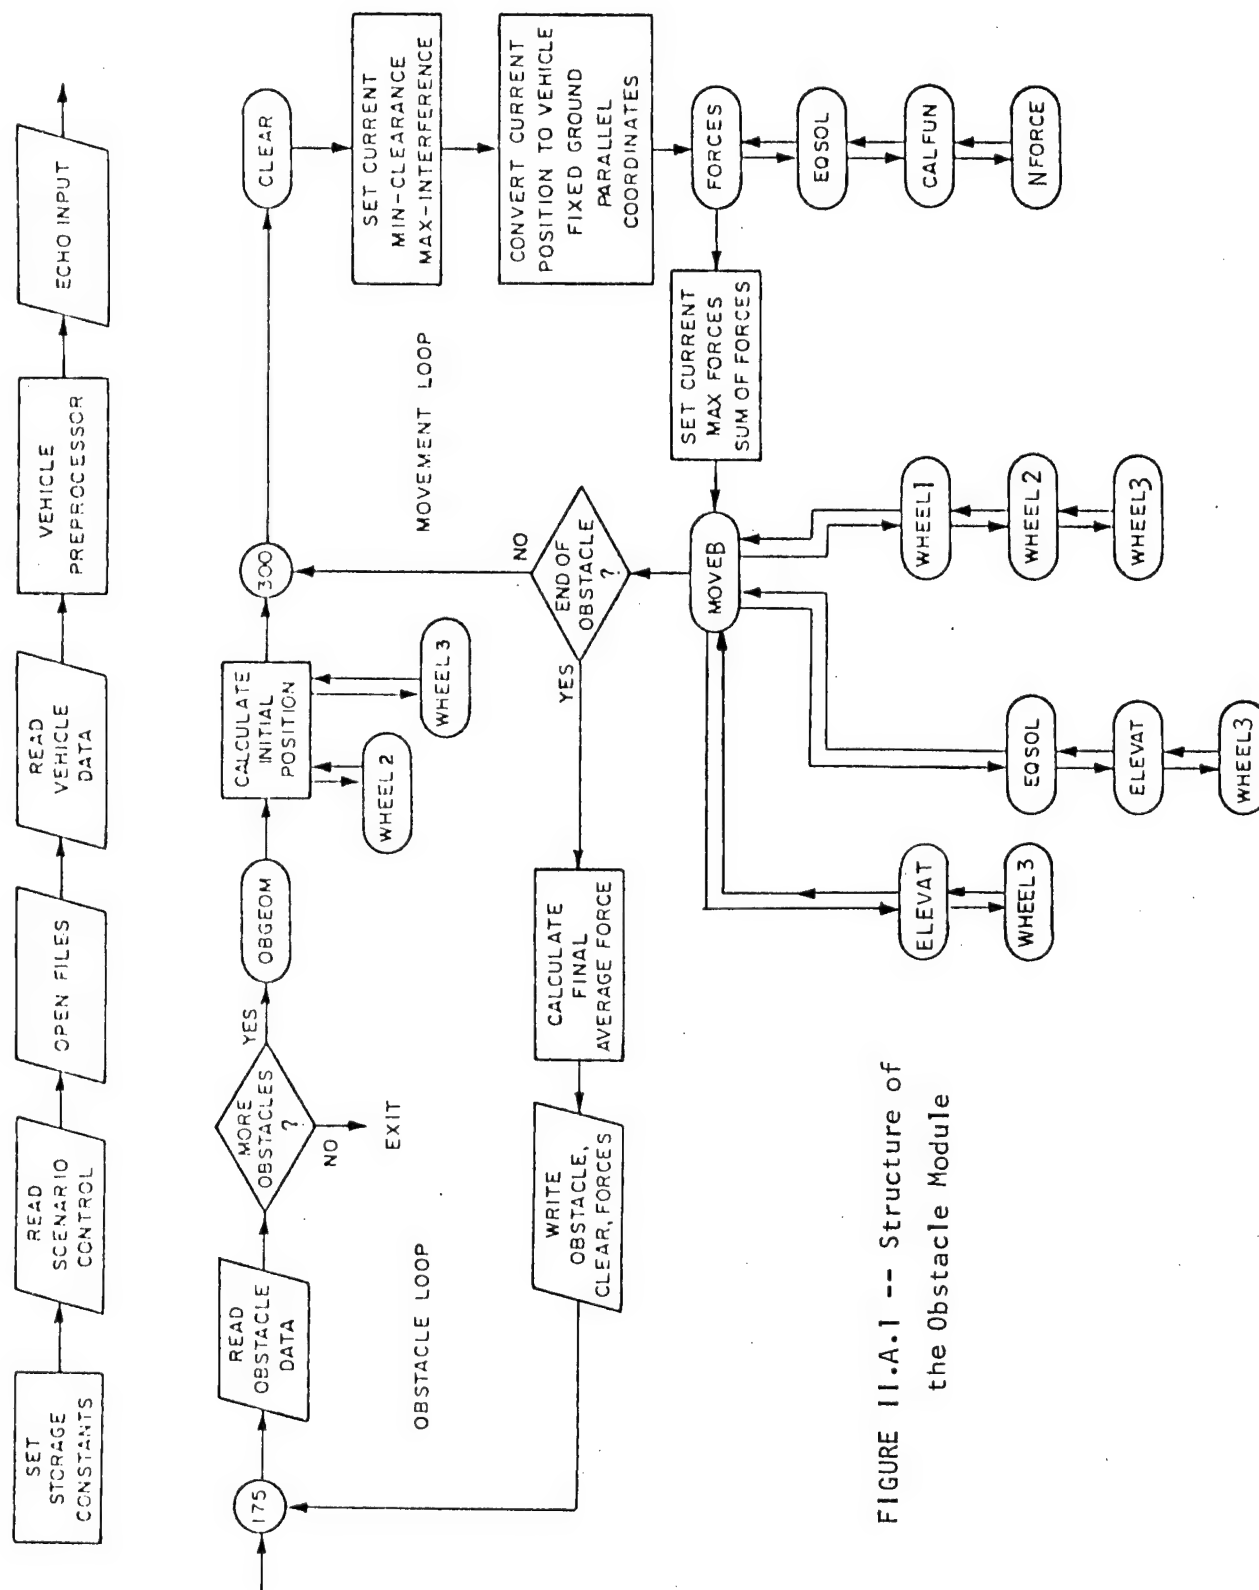 SET
STORAGE
CONSTANTS
READ
SCENARIO
CONTROL
OPEN FILES
READ
VEHICLE
DATA
VEHICLE
PREPROCESSOR
ECHO INPUT
175
READ
OBSTACLE
DATA
MORE
OBSTACLES
?
YES
NO
EXIT
OBGEOM
CALCULATE
INITIAL
POSITION
WHEEL2
WHEEL3
300
CLEAR
SET CURRENT
MIN-CLEARANCE
MAX-INTERFERENCE
CONVERT CURRENT
POSITION TO VEHICLE
FIXED GROUND
PARALLEL
COORDINATES
FORCES
EQSOL
CALFUN
NFORCE
MOVEMENT LOOP
SET CURRENT
MAX FORCES
SUM OF FORCES
MOVEB
WHEEL1
WHEEL2
WHEEL3
EQSOL
ELEVAT
WHEEL3
ELEVAT
WHEEL3
END OF
OBSTACLE
?
NO
YES
CALCULATE
FINAL
AVERAGE FORCE
WRITE
OBSTACLE,
CLEAR, FORCES
OBSTACLE LOOP
FIGURE II.A.1 -- Structure of
the Obstacle Module